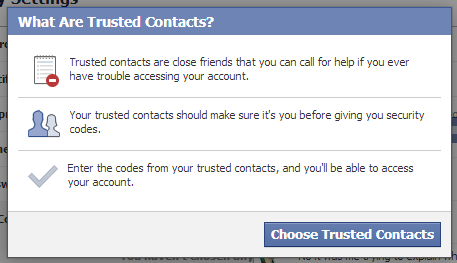 y Settings
What Are Trusted Contacts?
Trusted contacts are close friends that you can call for help if you ever
have trouble accessing your account.
Your trusted contacts should make sure it's you before giving you security
codes.
Enter the codes from your trusted contacts, and you'll be able to access
your account.
Choose Trusted Contacts